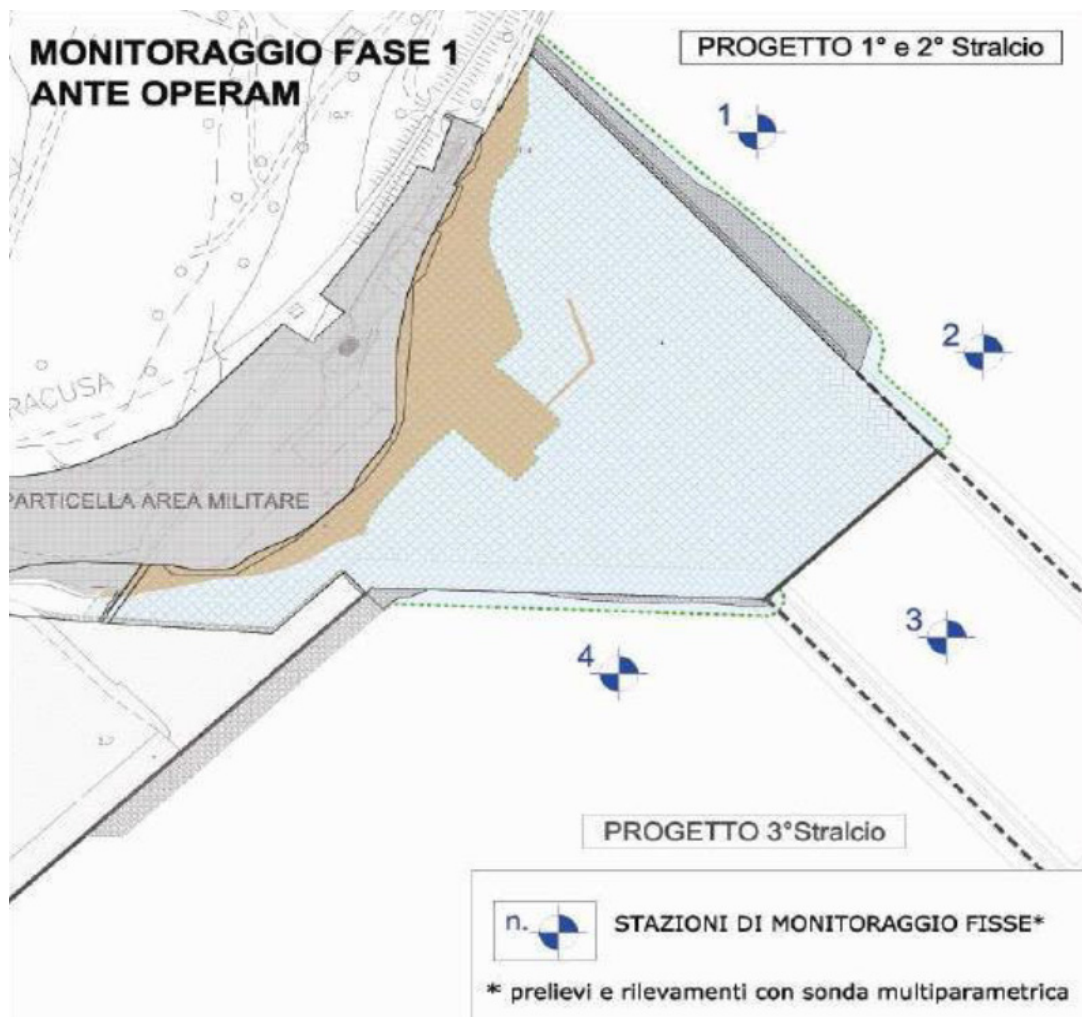 MONITORAGGIO FASE 1
ANTE OPERAM
PROGETTO 1° e 2° Stralcio
1
2
RACUSA
PARTICELLA AREA MILITARE
3
4
PROGETTO 3°Stralcio
n.
STAZIONI DI MONITORAGGIO FISSE*
* prelievi e rilevamenti con sonda multiparametrica